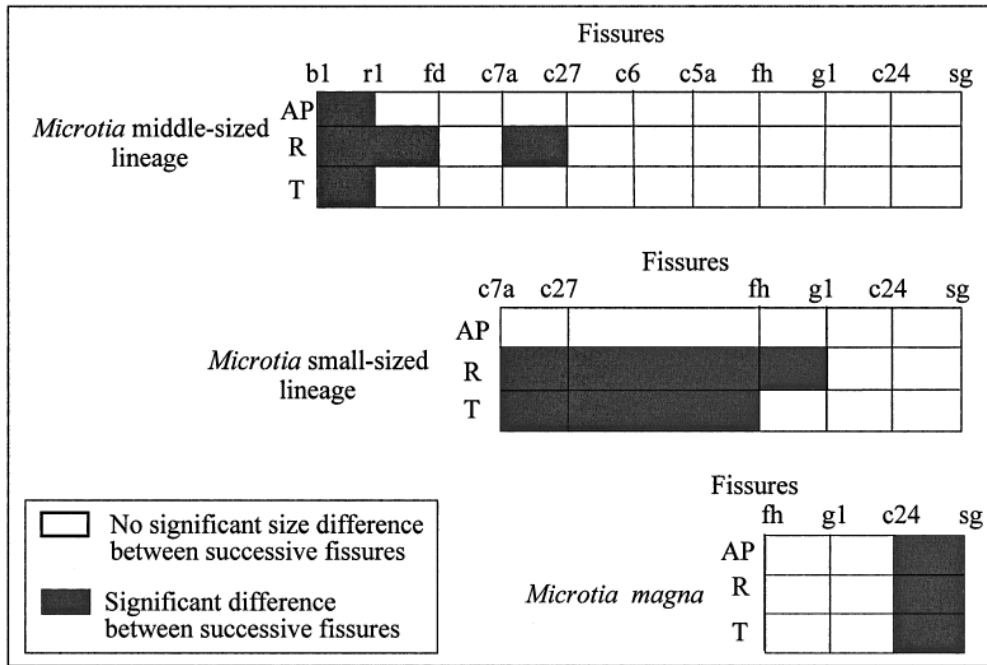 Fissures
b1 r1 fd c7a c27 c6 c5a fh g1 c24 sg
AP
Microtia middle-sized
lineage
R
T
Fissures
c7a c27 fh g1 c24 sg
AP
Microtia small-sized
lineage
R
T
Fissures
fh g1 c24 sg
AP
Microtia magna
R
T
No significant size difference
between successive fissures
Significant difference
between successive fissures